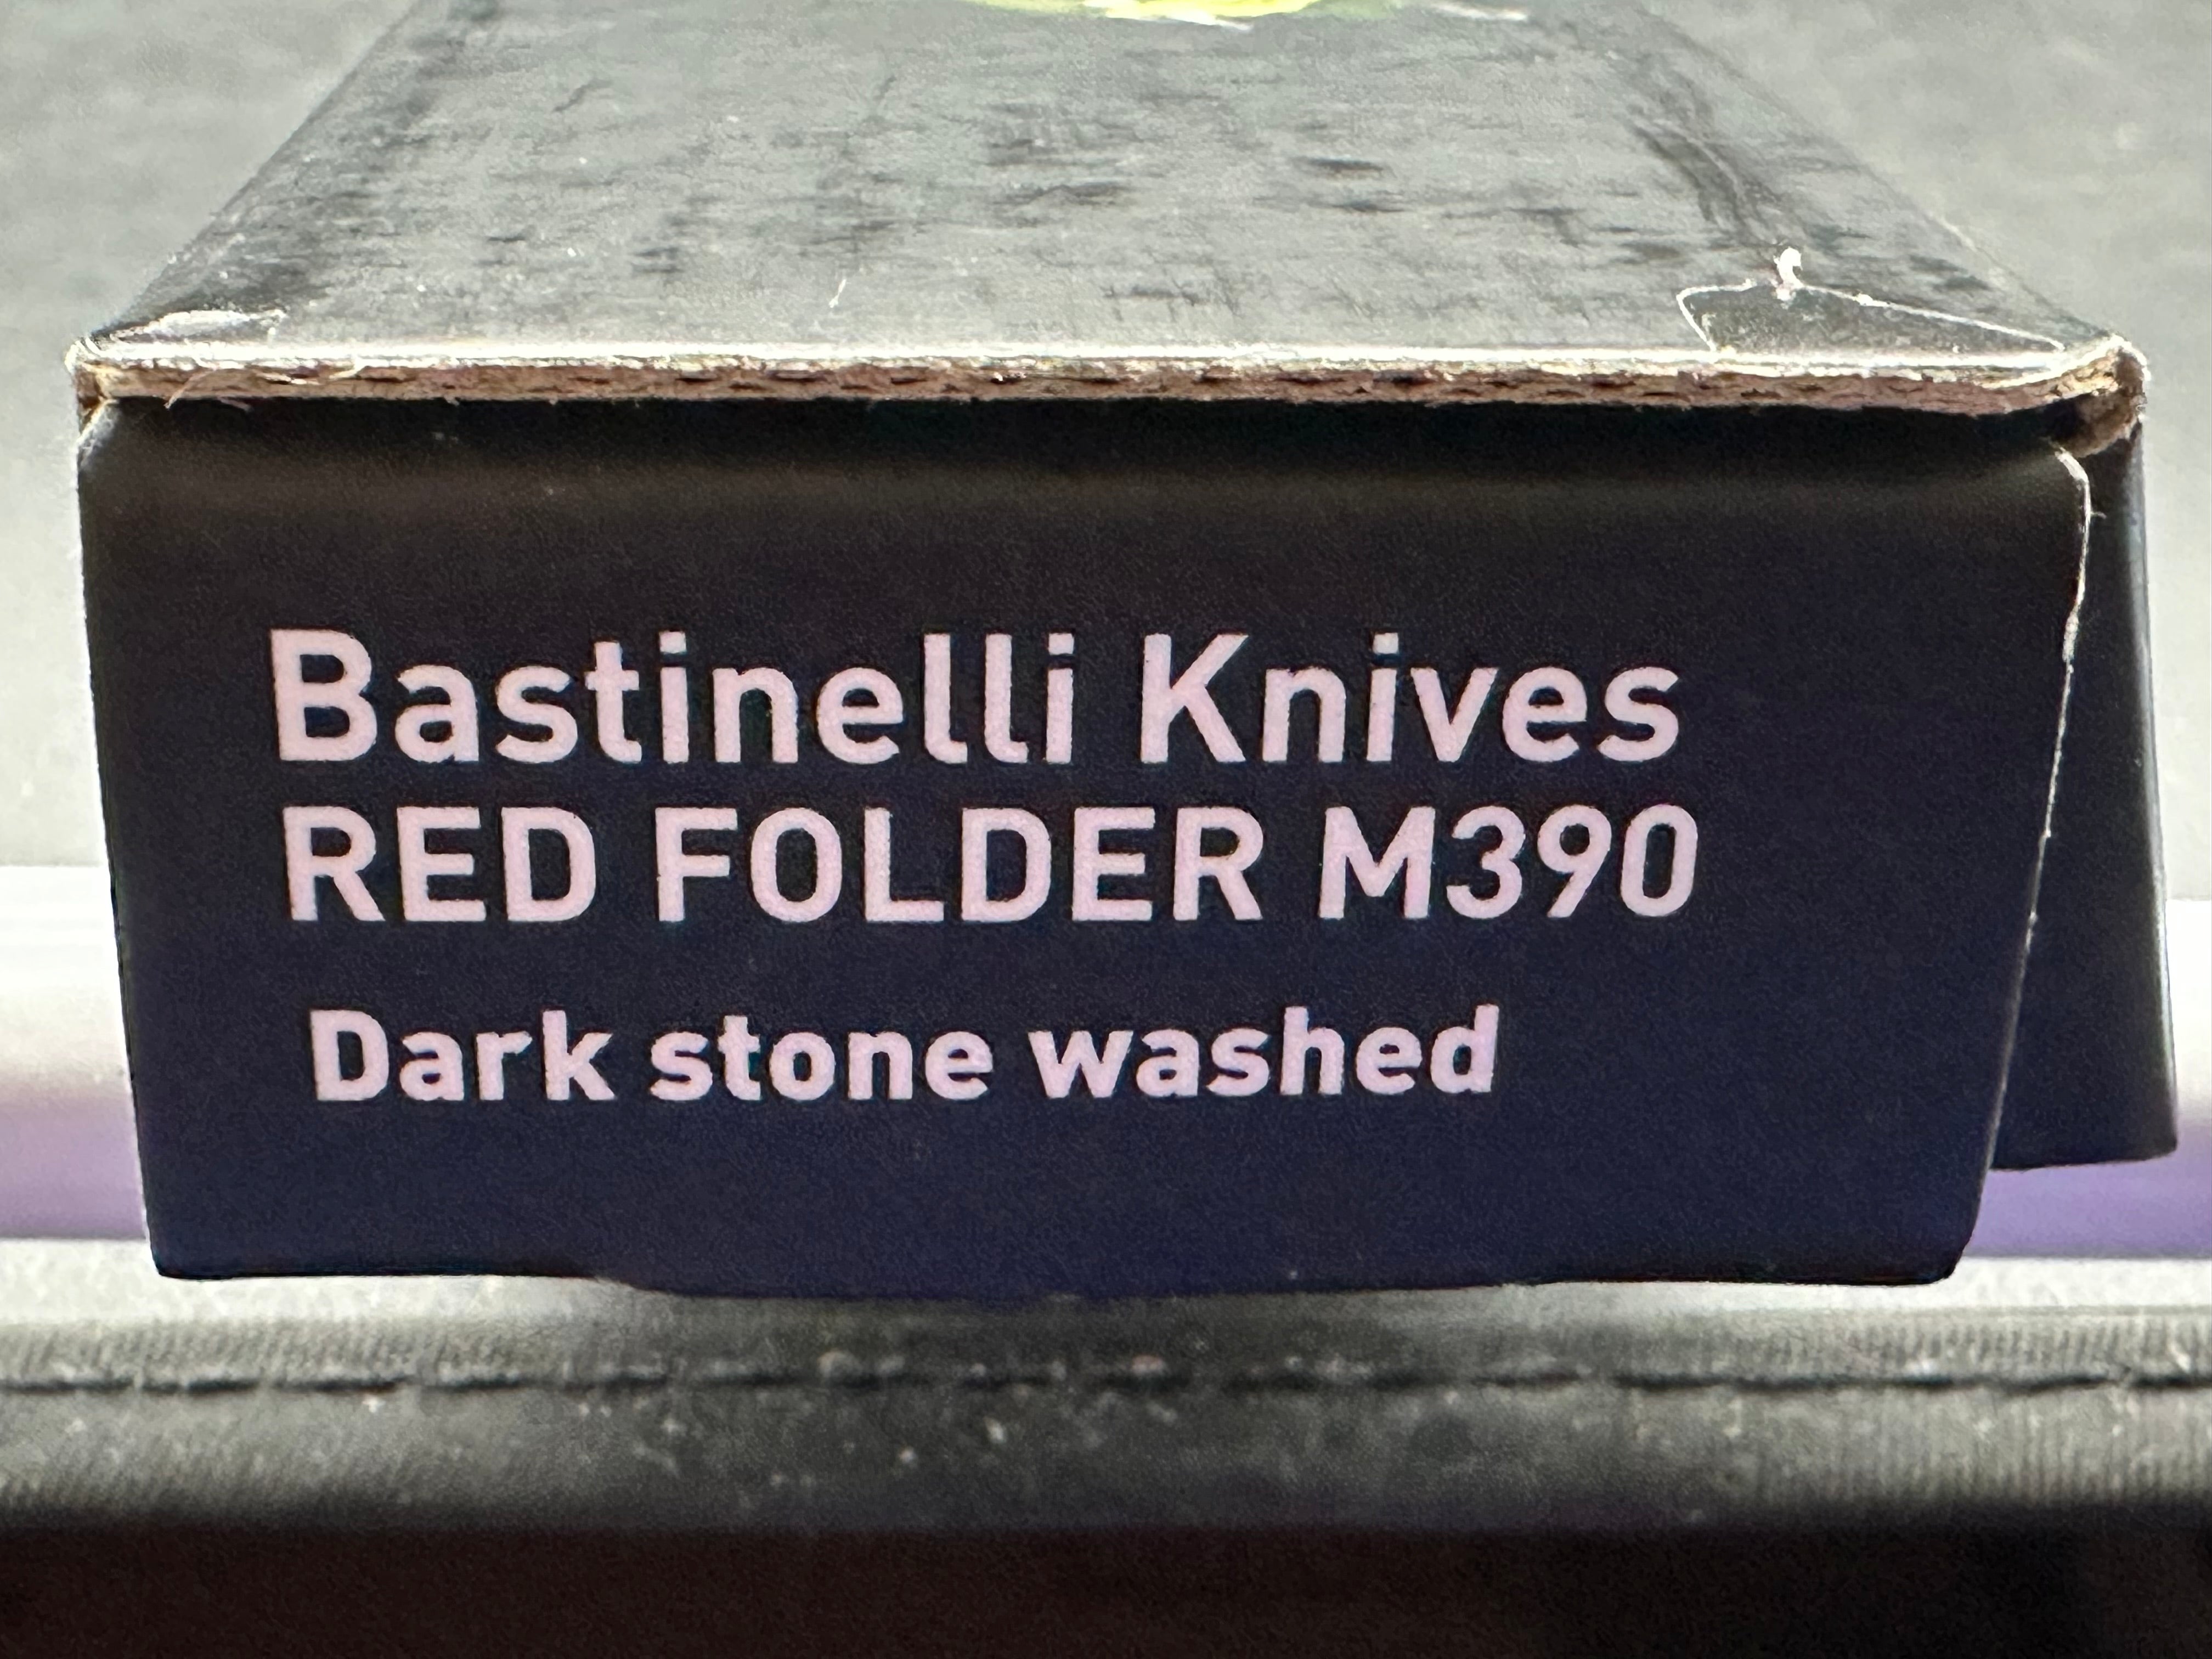 Bastinelli Knives
RED FOLDER M390
Dark stone washed